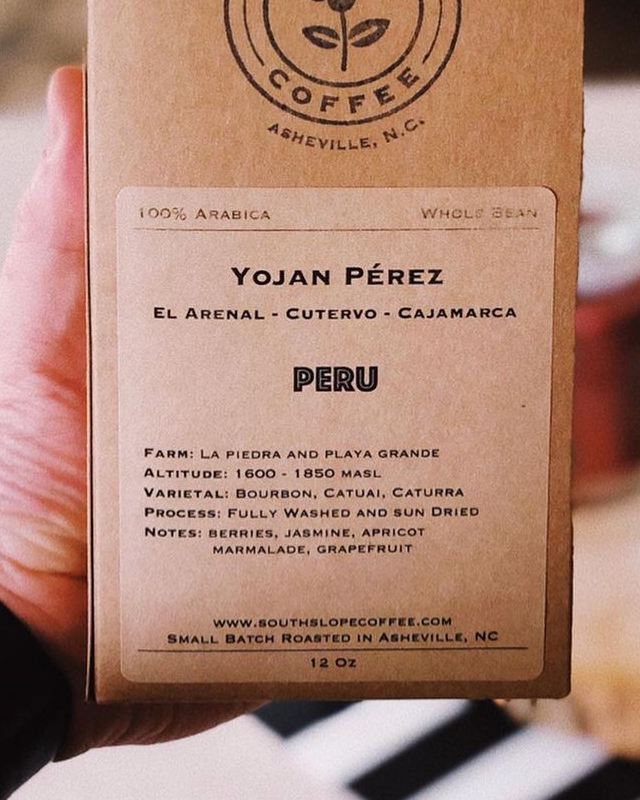 COFFEE
ASHEVILLE, N.C.
100% ARABICA WHOLE BEAN
YOJAN PÉREZ
EL ARENAL - CUTERVO - CAJAMARCA
PERU
FARM: LA PIEDRA AND PLAYA GRANDE
ALTITUDE: 1600 - 1850 MASL
VARIETAL: BOURBON, CATUAI, CATURRA
PROCESS: FULLY WASHED AND SUN DRIED
NOTES: BERRIES, JASMINE, APRICOT
MARMALADE, GRAPEFRUIT
WWW.SOUTHSLOPECOFFEE.COM
SMALL BATCH ROASTED IN ASHEVILLE, NC
12 OZ